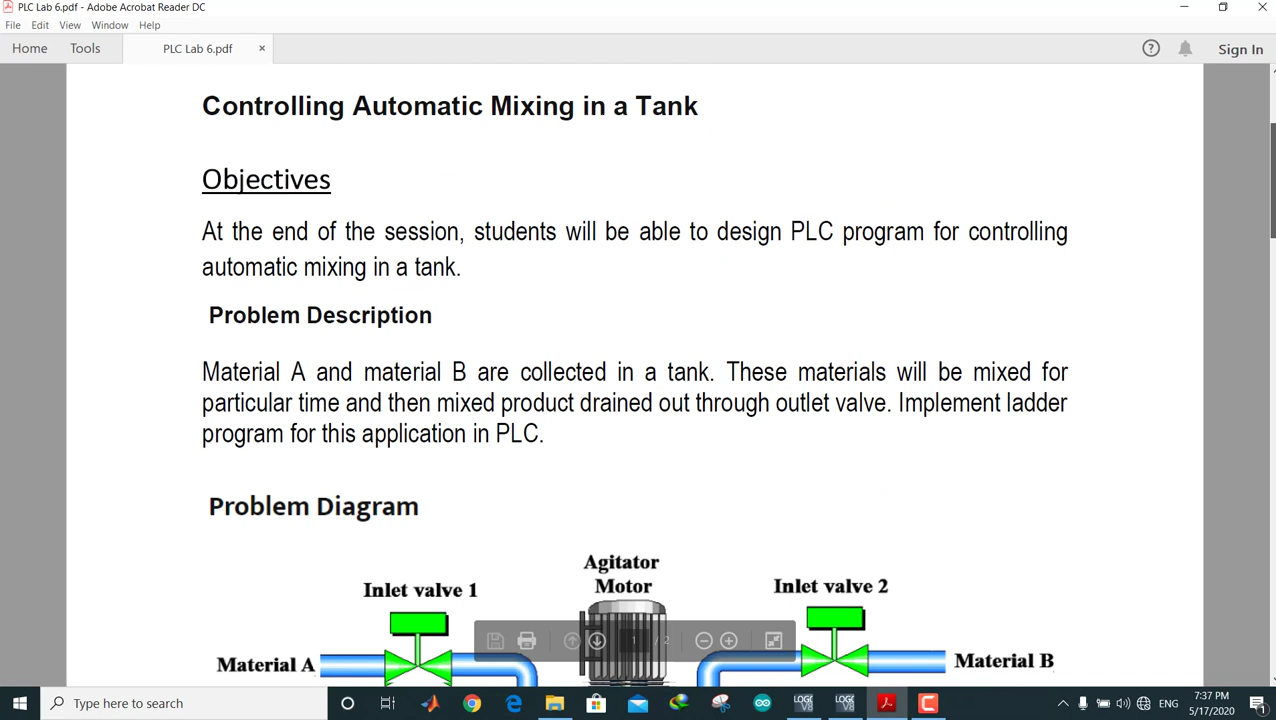 PLC Lab 6.pdf - Adobe Acrobat Reader DC
File Edit View Window Help
Home Tools PLC Lab 6.pdf × ? Sign In
Controlling Automatic Mixing in a Tank
Objectives
At the end of the session, students will be able to design PLC program for controlling
automatic mixing in a tank.
Problem Description
Material A and material B are collected in a tank. These materials will be mixed for
particular time and then mixed product drained out through outlet valve. Implement ladder
program for this application in PLC.
Problem Diagram
Agitator
Motor
Inlet valve 1
Inlet valve 2
1 / 2
Material A
Material B
Type here to search
ENG
7:37 PM
5/17/2020